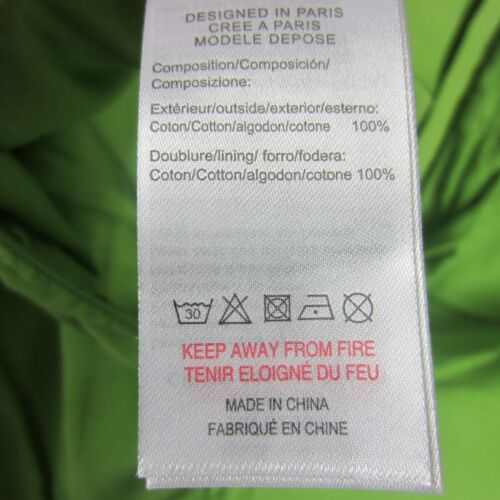 DESIGNED IN PARIS
CREE A PARIS
MODELE DEPOSE
Composition/Composición/
Composizione:
Extérieur/outside/exterior/esterno:
Coton/Cotton/algodon/cotone 100%
Doublure/lining/ forro/fodera:
Coton/Cotton/algodon/cotone 100%
30
KEEP AWAY FROM FIRE
TENIR ELOIGNÉ DU FEU
MADE IN CHINA
FABRIQUÉ EN CHINE